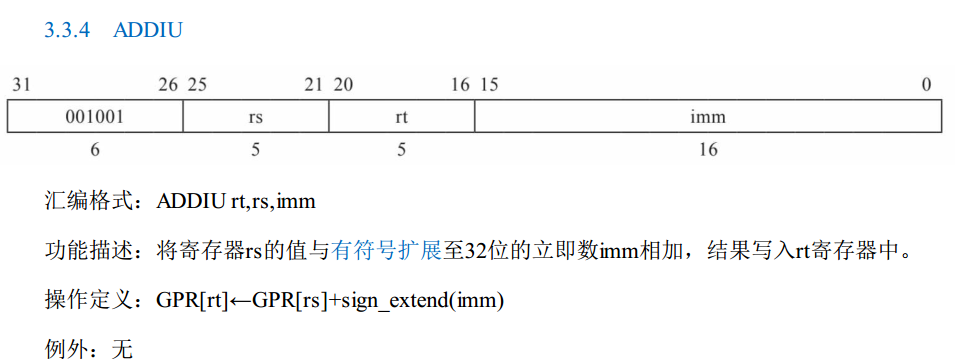 3.3.4 ADDIU
31 26 25 21 20 16 15 0
001001 rs rt imm
6 5 5 16
汇编格式：ADDIU rt,rs,imm
功能描述：将寄存器rs的值与有符号扩展至32位的立即数imm相加，结果写入rt寄存器中。
操作定义：GPR[rt]←GPR[rs]+sign_extend(imm)
例外：无